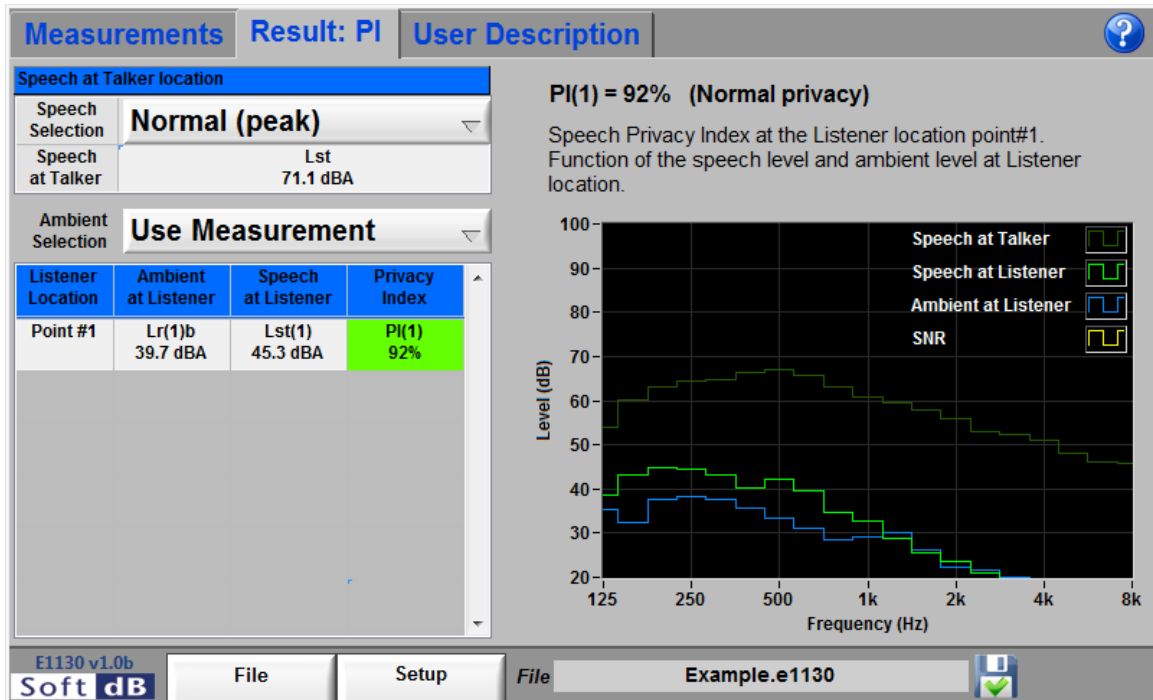 Measurements
Result: PI
User Description
?
Speech at Talker location
Speech Selection
Normal (peak)
Speech at Talker
Lst
71.1 dBA
Ambient Selection
Use Measurement
Listener Location
Ambient at Listener
Speech at Listener
Privacy Index
Point #1
Lr(1)b
39.7 dBA
Lst(1)
45.3 dBA
PI(1)
92%
PI(1) = 92% (Normal privacy)
Speech Privacy Index at the Listener location point#1.
Function of the speech level and ambient level at Listener
location.
Level (dB)
100
90
80
70
60
50
40
30
20
Speech at Talker
Speech at Listener
Ambient at Listener
SNR
125 250 500 1k 2k 4k 8k
Frequency (Hz)
E1130 v1.0b
Soft dB
File
Setup
File
Example.e1130